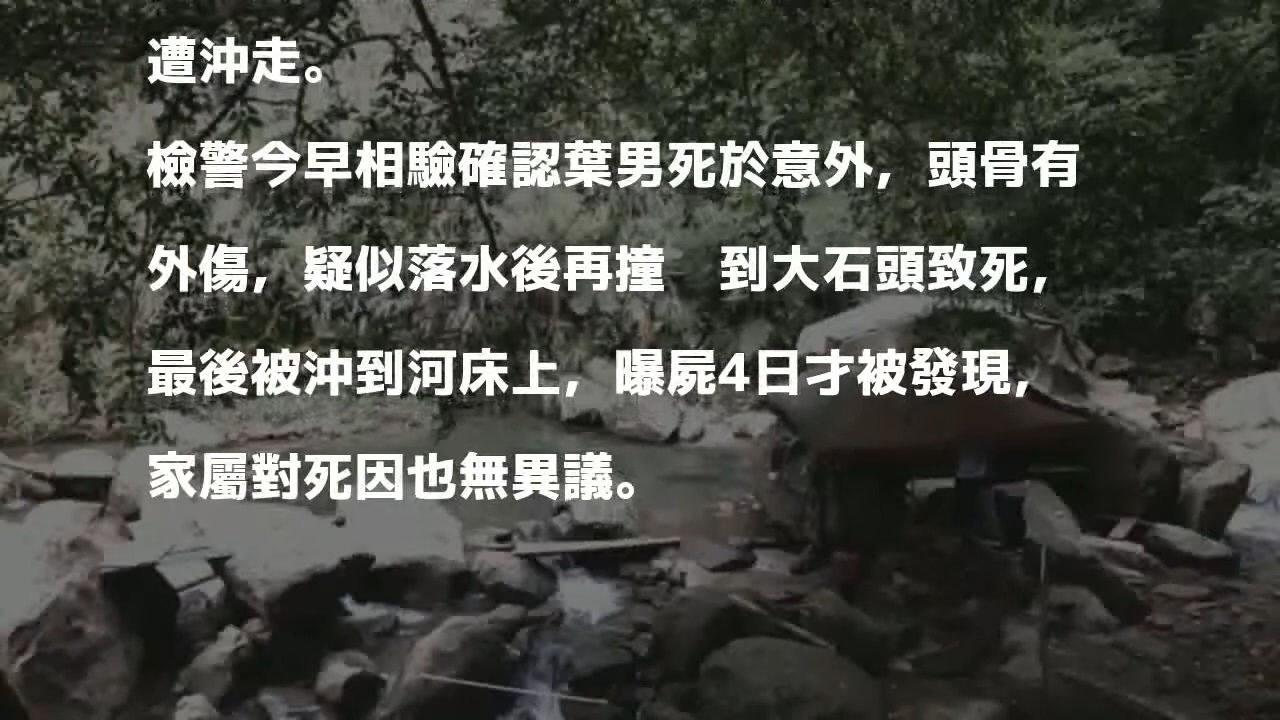 遭沖走。
檢警今早相驗確認葉男死於意外，頭骨有
外傷，疑似落水後再撞　到大石頭致死，
最後被沖到河床上，曝屍4日才被發現，
家屬對死因也無異議。